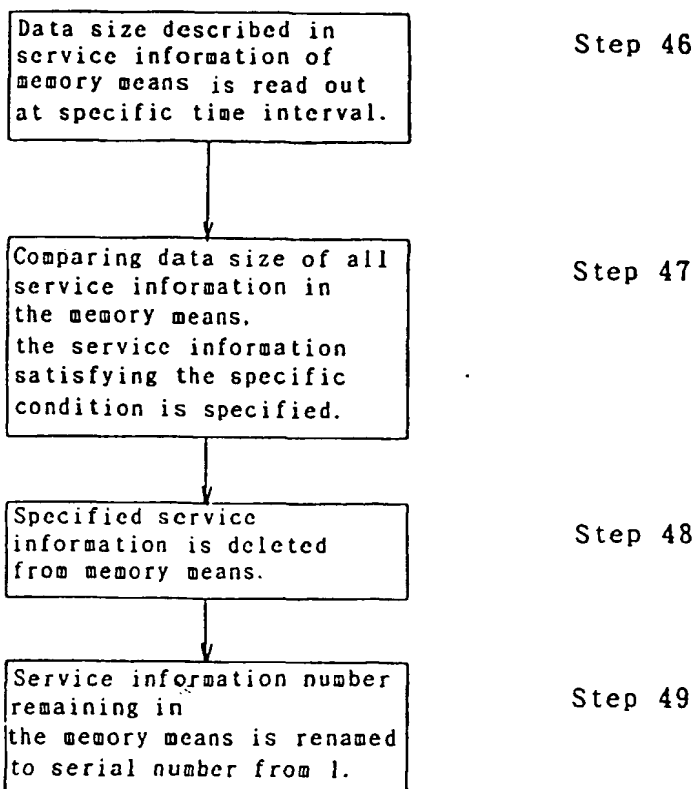 Data size described in
service information of
memory means is read out
at specific time interval.
Step 46
Comparing data size of all
service information in
the memory means,
the service information
satisfying the specific
condition is specified.
Step 47
Specified service
information is deleted
from memory means.
Step 48
Service information number
remaining in
the memory means is renamed
to serial number from 1.
Step 49